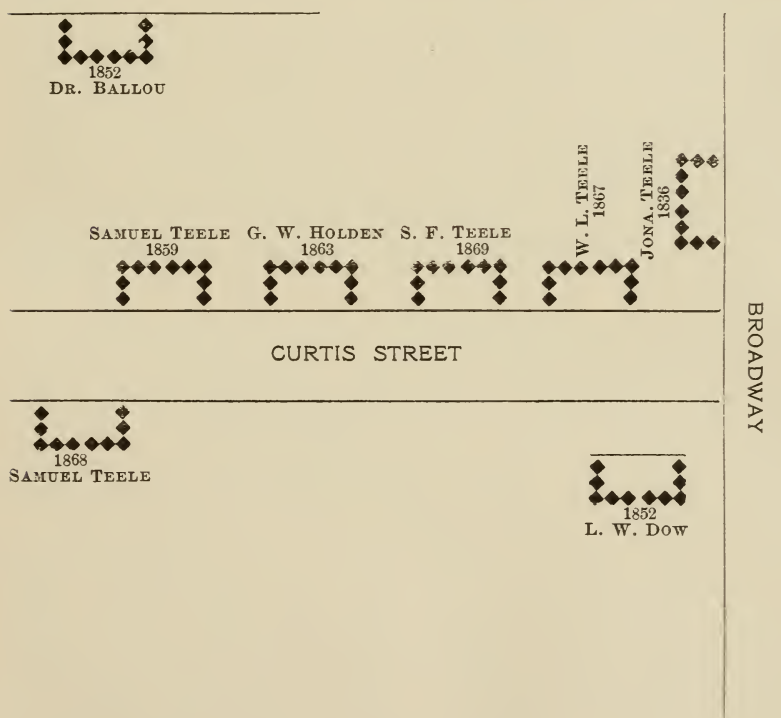 1852
DR. BALLOU
W. L. TEELE
1867
JONA. TEELE
1836
SAMUEL TEELE
1859
G. W. HOLDEN
1863
S. F. TEELE
1869
CURTIS STREET
BROADWAY
1868
SAMUEL TEELE
1852
L. W. DOW